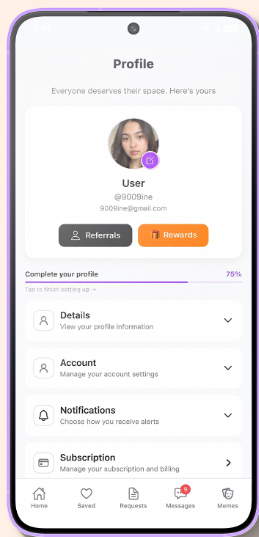 Profile
Everyone deserves their space. Here's yours
User
@9009ine
9009ine@gmail.com
Referrals
Rewards
Complete your profile 75%
Tap to finish setting up →
Details
View your profile information
Account
Manage your account settings
Notifications
Choose how you receive alerts
Subscription
Manage your subscription and billing
9
Home Saved Requests Messages Memes